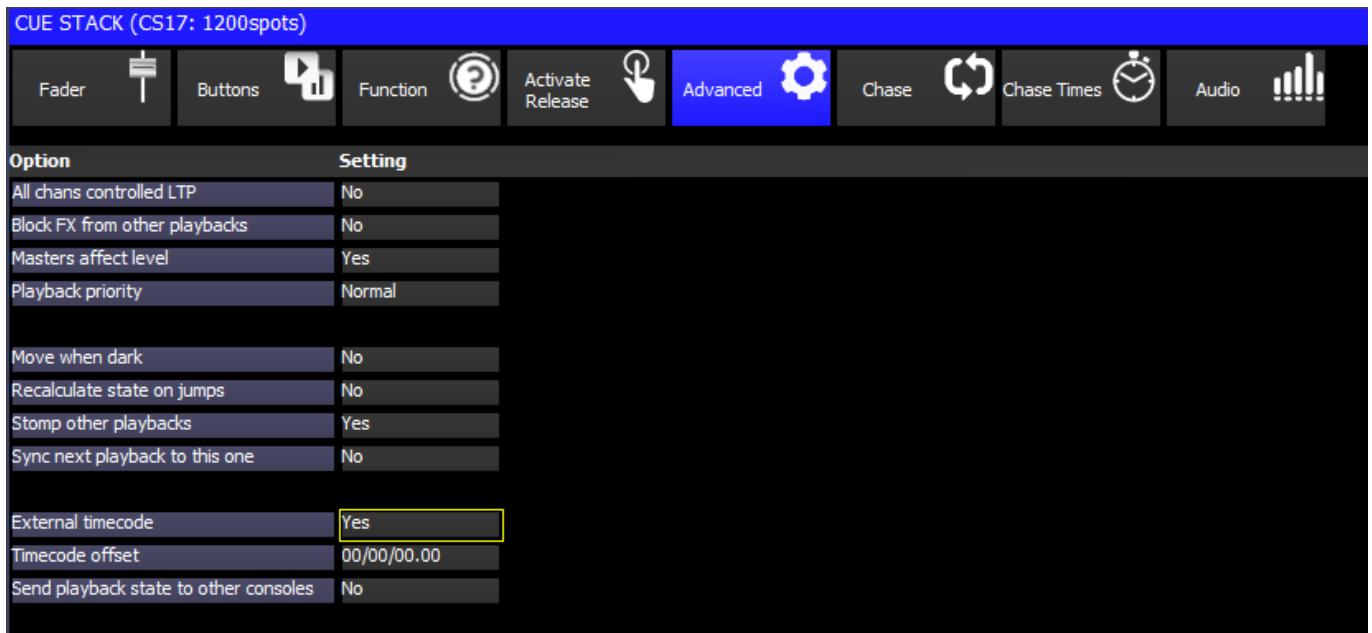 CUE STACK (CS17: 1200spots)
Fader Buttons Function Activate Release Advanced Chase Chase Times Audio
Option Setting
All chans controlled LTP No
Block FX from other playbacks No
Masters affect level Yes
Playback priority Normal
Move when dark No
Recalculate state on jumps No
Stomp other playbacks Yes
Sync next playback to this one No
External timecode Yes
Timecode offset 00/00/00.00
Send playback state to other consoles No